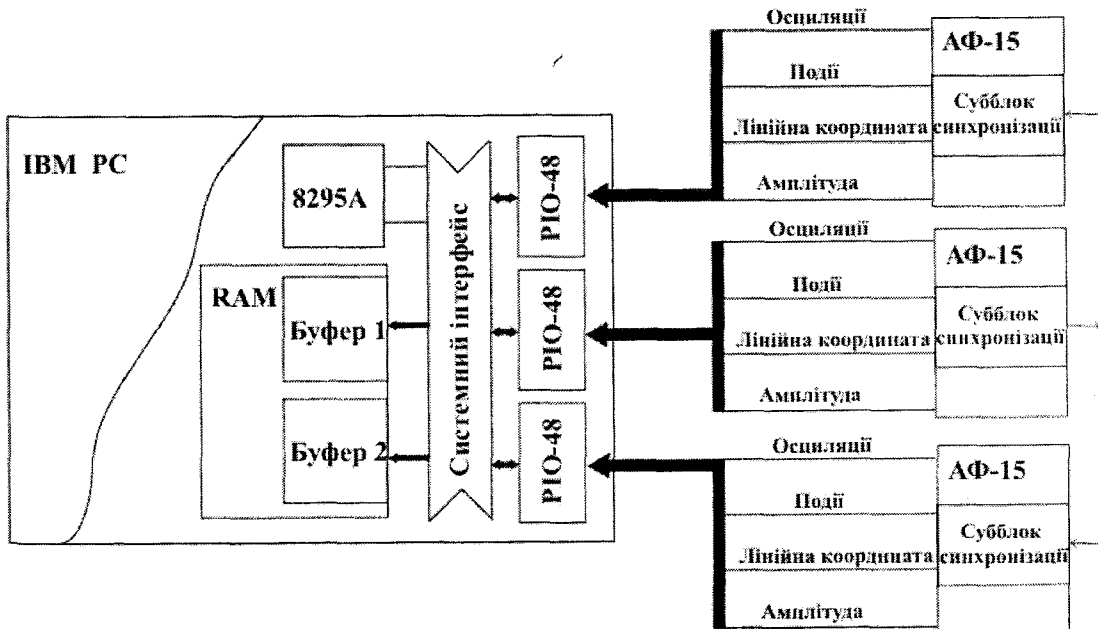 IBM PC
8295A
RAM
Буфер 1
Буфер 2
Системний інтерфейс
PIO-48
PIO-48
PIO-48
Осциляції
Події
Лінійна координата
Амплітуда
АФ-15
Субблок
синхронізації
Осциляції
Події
Лінійна координата
Амплітуда
АФ-15
Субблок
синхронізації
Осциляції
Події
Лінійна координата
Амплітуда
АФ-15
Субблок
синхронізації